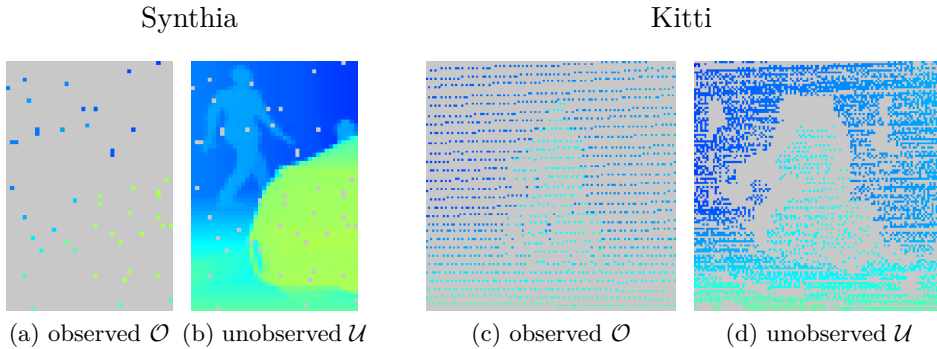 Synthia Kitti
(a) observed 𝒪 (b) unobserved 𝒰 (c) observed 𝒪 (d) unobserved 𝒰